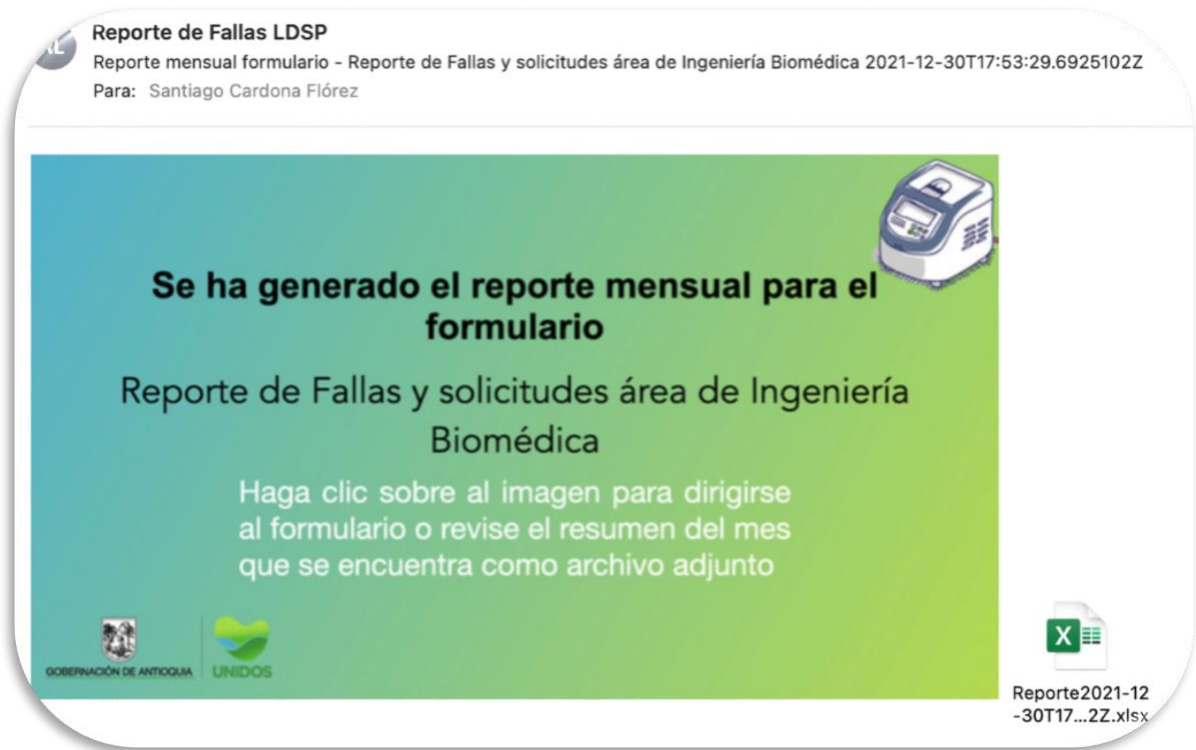 Reporte de Fallas LDSP
Reporte mensual formulario - Reporte de Fallas y solicitudes área de Ingeniería Biomédica 2021-12-30T17:53:29.6925102Z
Para: Santiago Cardona Flórez
Se ha generado el reporte mensual para el
formulario
Reporte de Fallas y solicitudes área de Ingeniería
Biomédica
Haga clic sobre al imagen para dirigirse
al formulario o revise el resumen del mes
que se encuentra como archivo adjunto
GOBERNACIÓN DE ANTIOQUIA
UNIDOS
X
Reporte2021-12
-30T17...2Z.xlsx